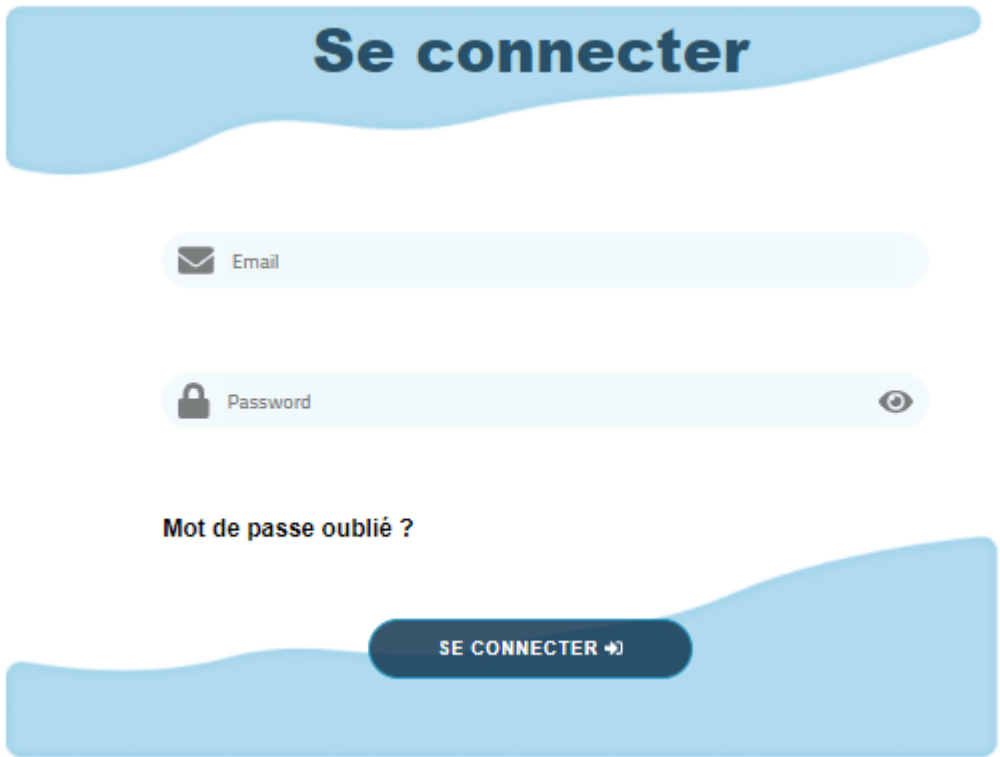 Se connecter
Email
Password
Mot de passe oublié ?
SE CONNECTER